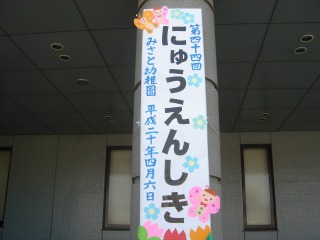 第四十四回
にゅうえんしき
みさと幼稚園 平成二十年四月六日